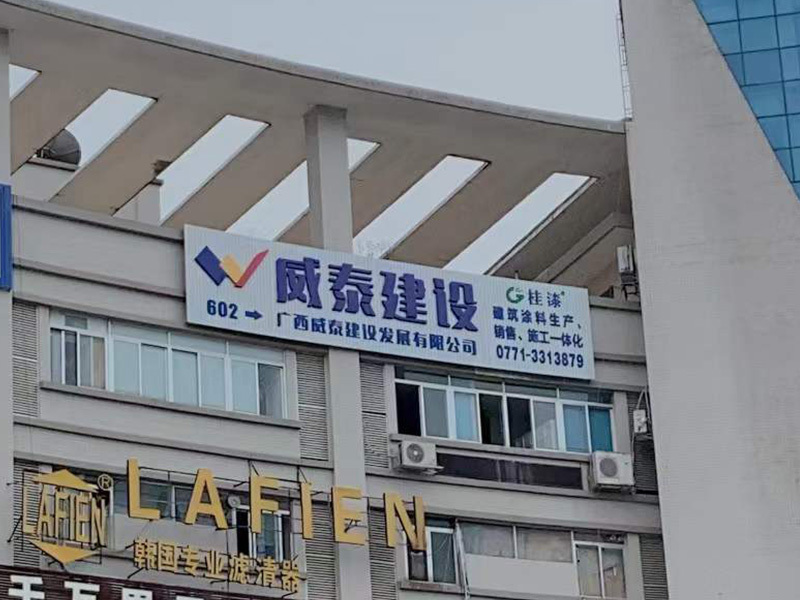 威泰建设
602 →
广西威泰建设发展有限公司
桂漆
建筑涂料生产、
销售、施工一体化
0771-3313879
LAFIEN®
LAFIEN
韩国专业滤清器